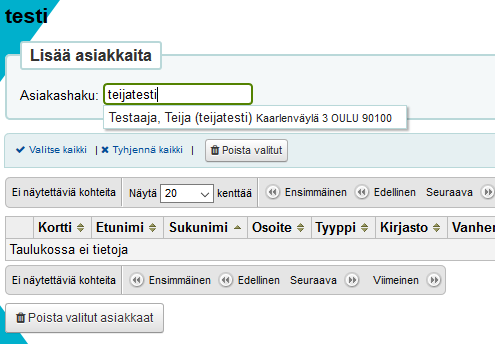 testi
Lisää asiakkaita
Asiakashaku: teijatesti
Testaaja, Teija (teijatesti) Kaarlenväylä 3 OULU 90100
Valitse kaikki | Tyhjennä kaikki | Poista valitut
Ei näytettäviä kohteita Näytä 20 kenttää Ensimmäinen Edellinen Seuraava
Kortti Etunimi Sukunimi Osoite Tyyppi Kirjasto Vanher
Taulukossa ei tietoja
Ei näytettäviä kohteita Ensimmäinen Edellinen Seuraava Viimeinen
Poista valitut asiakkaat